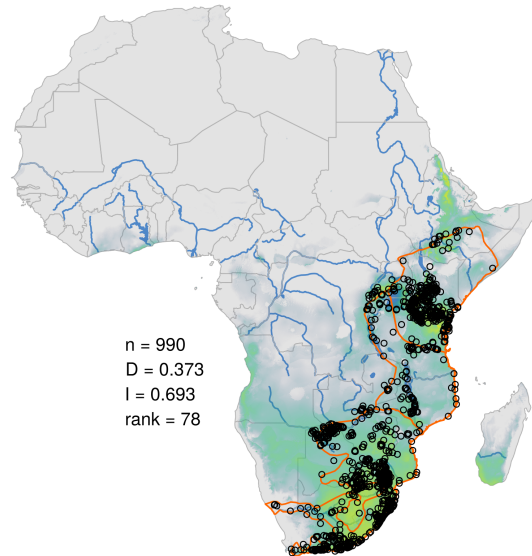 n = 990
D = 0.373
I = 0.693
rank = 78